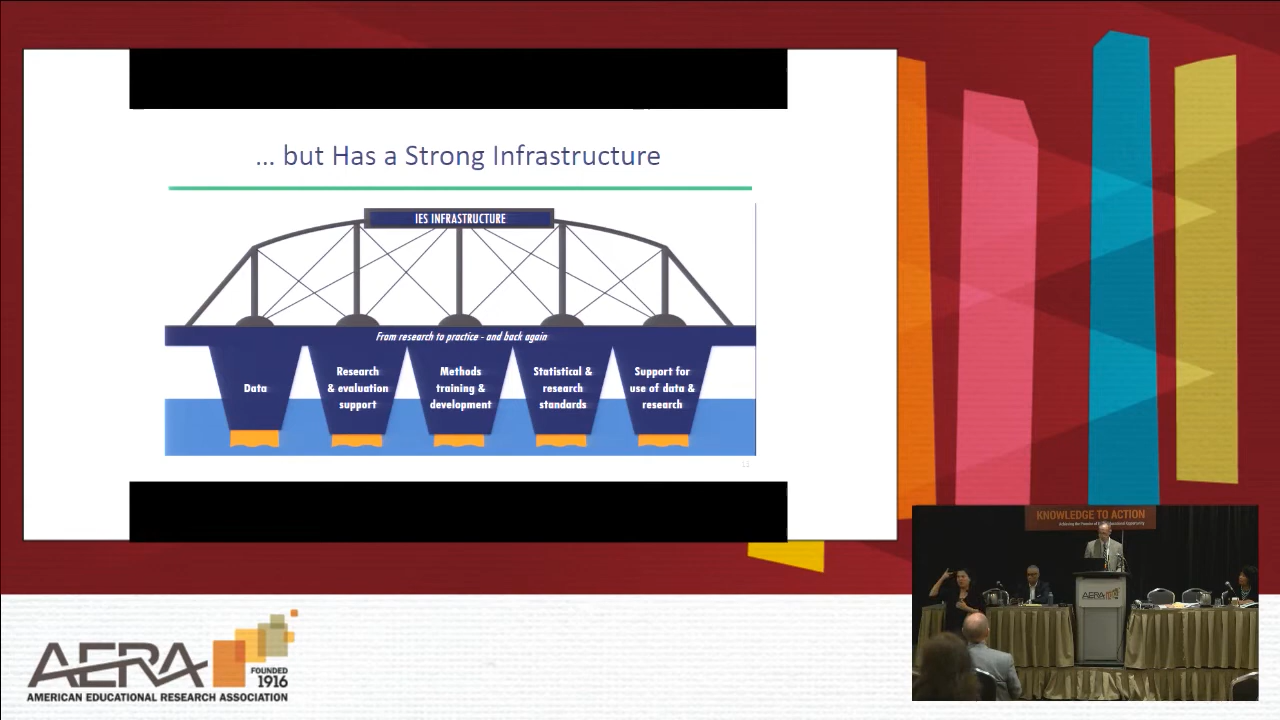 … but Has a Strong Infrastructure
IES INFRASTRUCTURE
From research to practice - and back again
Data
Research
& evaluation
support
Methods
training &
development
Statistical &
research
standards
Support for
use of data &
research
11
KNOWLEDGE TO ACTION
AERA
AERA
FOUNDED
1916
AMERICAN EDUCATIONAL RESEARCH ASSOCIATION